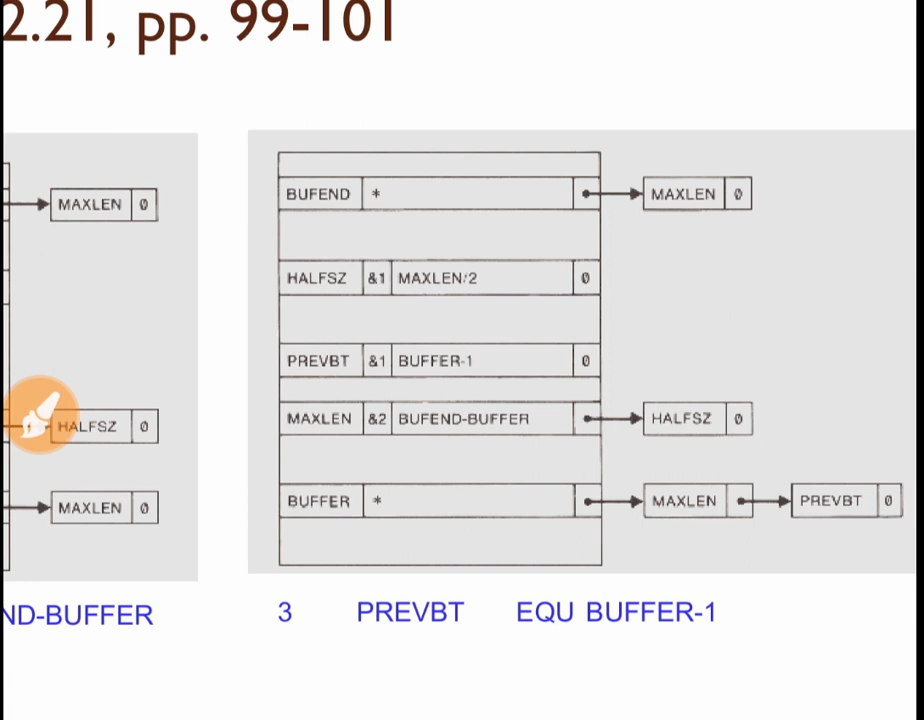 2.21, pp. 99-101
MAXLEN 0
HALFSZ 0
MAXLEN 0
ND-BUFFER
BUFEND * MAXLEN 0
HALFSZ &1 MAXLEN/2 0
PREVBT &1 BUFFER-1 0
MAXLEN &2 BUFEND-BUFFER HALFSZ 0
BUFFER * MAXLEN PREVBT 0
3 PREVBT EQU BUFFER-1